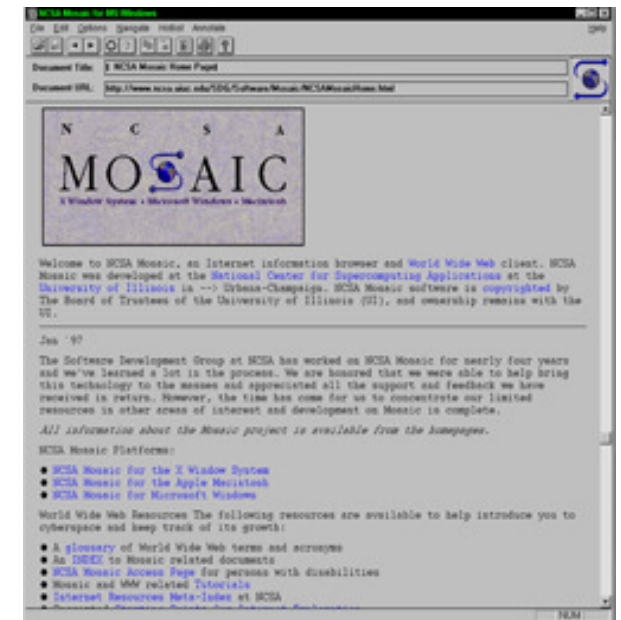 NCSA Mosaic for MS Windows
File Edit Options Navigate Hotlist Annotate Help
Document Title: X NCSA Mosaic Home Page
Document URL: http://www.ncsa.uiuc.edu/SDG/Software/Mosaic/NCSAMosaicHome.html
N C S A
MOSAIC
X Window System • Microsoft Windows • Macintosh
Welcome to NCSA Mosaic, an Internet information browser and World Wide Web client. NCSA
Mosaic was developed at the National Center for Supercomputing Applications at the
University of Illinois in --> Urbana-Champaign. NCSA Mosaic software is copyrighted by
The Board of Trustees of the University of Illinois (UI), and ownership remains with the
UI.
Jan '97
The Software Development Group at NCSA has worked on NCSA Mosaic for nearly four years
and we've learned a lot in the process. We are honored that we were able to help bring
this technology to the masses and appreciated all the support and feedback we have
received in return. However, the time has come for us to concentrate our limited
resources in other areas of interest and development on Mosaic is complete.
All information about the Mosaic project is available from the homepages.
NCSA Mosaic Platforms:
● NCSA Mosaic for the X Window System
● NCSA Mosaic for the Apple Macintosh
● NCSA Mosaic for Microsoft Windows
World Wide Web Resources The following resources are available to help introduce you to
cyberspace and keep track of its growth:
● A glossary of World Wide Web terms and acronyms
● An INDEX to Mosaic related documents
● NCSA Mosaic Access Page for persons with disabilities
● Mosaic and WWW related Tutorials
● Internet Resources Meta-Index at NCSA
NUM